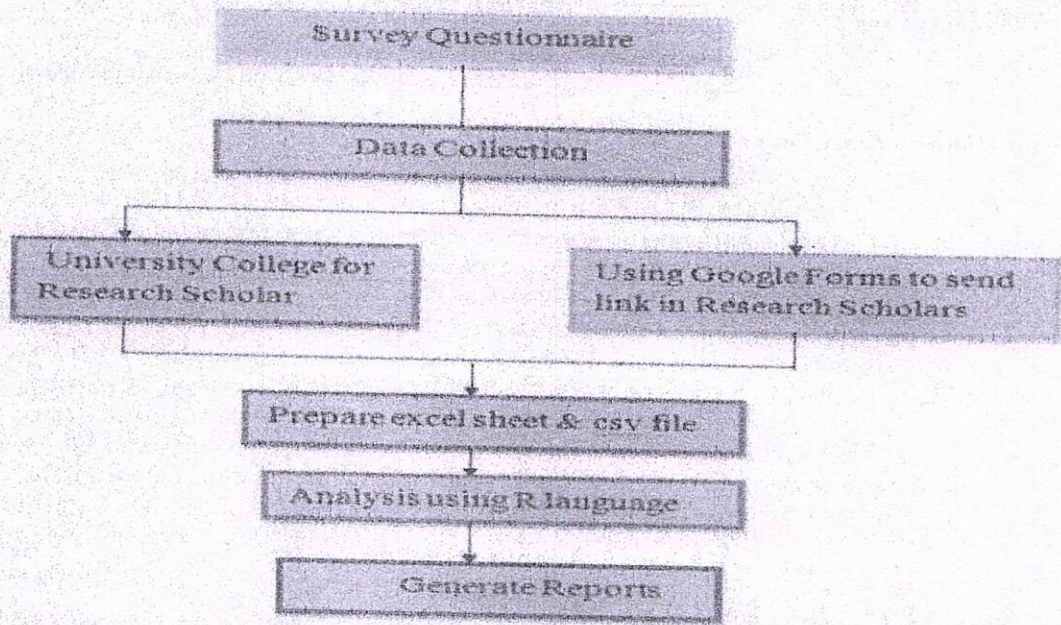 Survey Questionnaire
Data Collection
University College for
Research Scholar
Using Google Forms to send
link in Research Scholars
Prepare excel sheet & csv file
Analysis using R language
Generate Reports